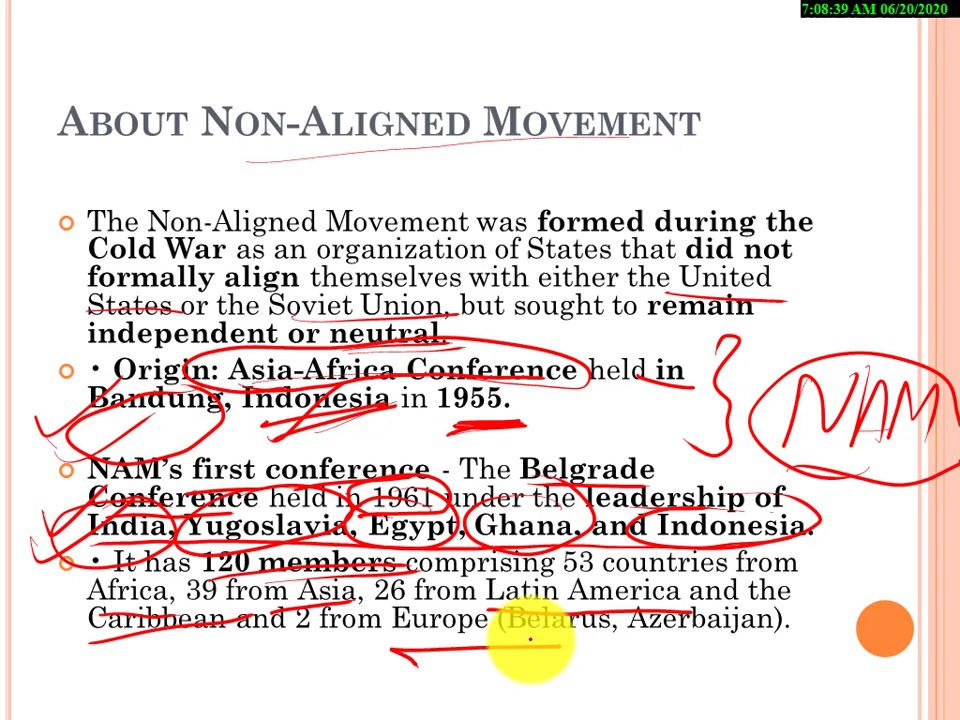 7:08:39 AM 06/20/2020
ABOUT NON-ALIGNED MOVEMENT
The Non-Aligned Movement was formed during the
Cold War as an organization of States that did not
formally align themselves with either the United
States or the Soviet Union, but sought to remain
independent or neutral.
• Origin: Asia-Africa Conference held in
Bandung, Indonesia in 1955.
NAM
NAM's first conference - The Belgrade
Conference held in 1961 under the leadership of
India, Yugoslavia, Egypt, Ghana, and Indonesia.
• It has 120 members comprising 53 countries from
Africa, 39 from Asia, 26 from Latin America and the
Caribbean and 2 from Europe (Belarus, Azerbaijan).